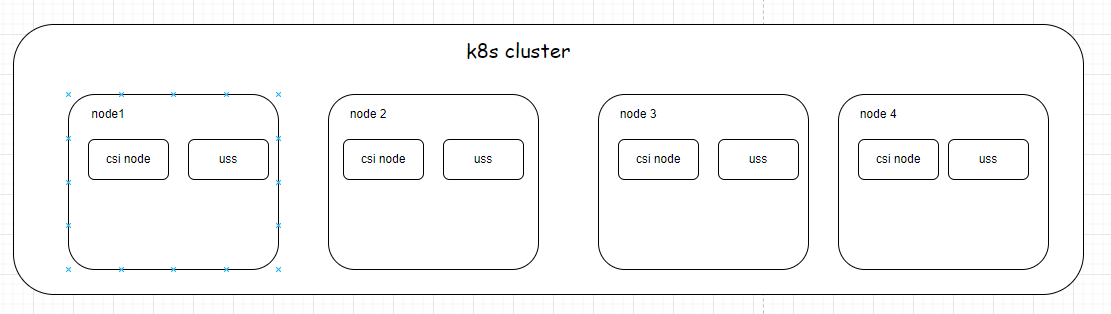 k8s cluster
node1
csi node
uss
node 2
csi node
uss
node 3
csi node
uss
node 4
csi node
uss